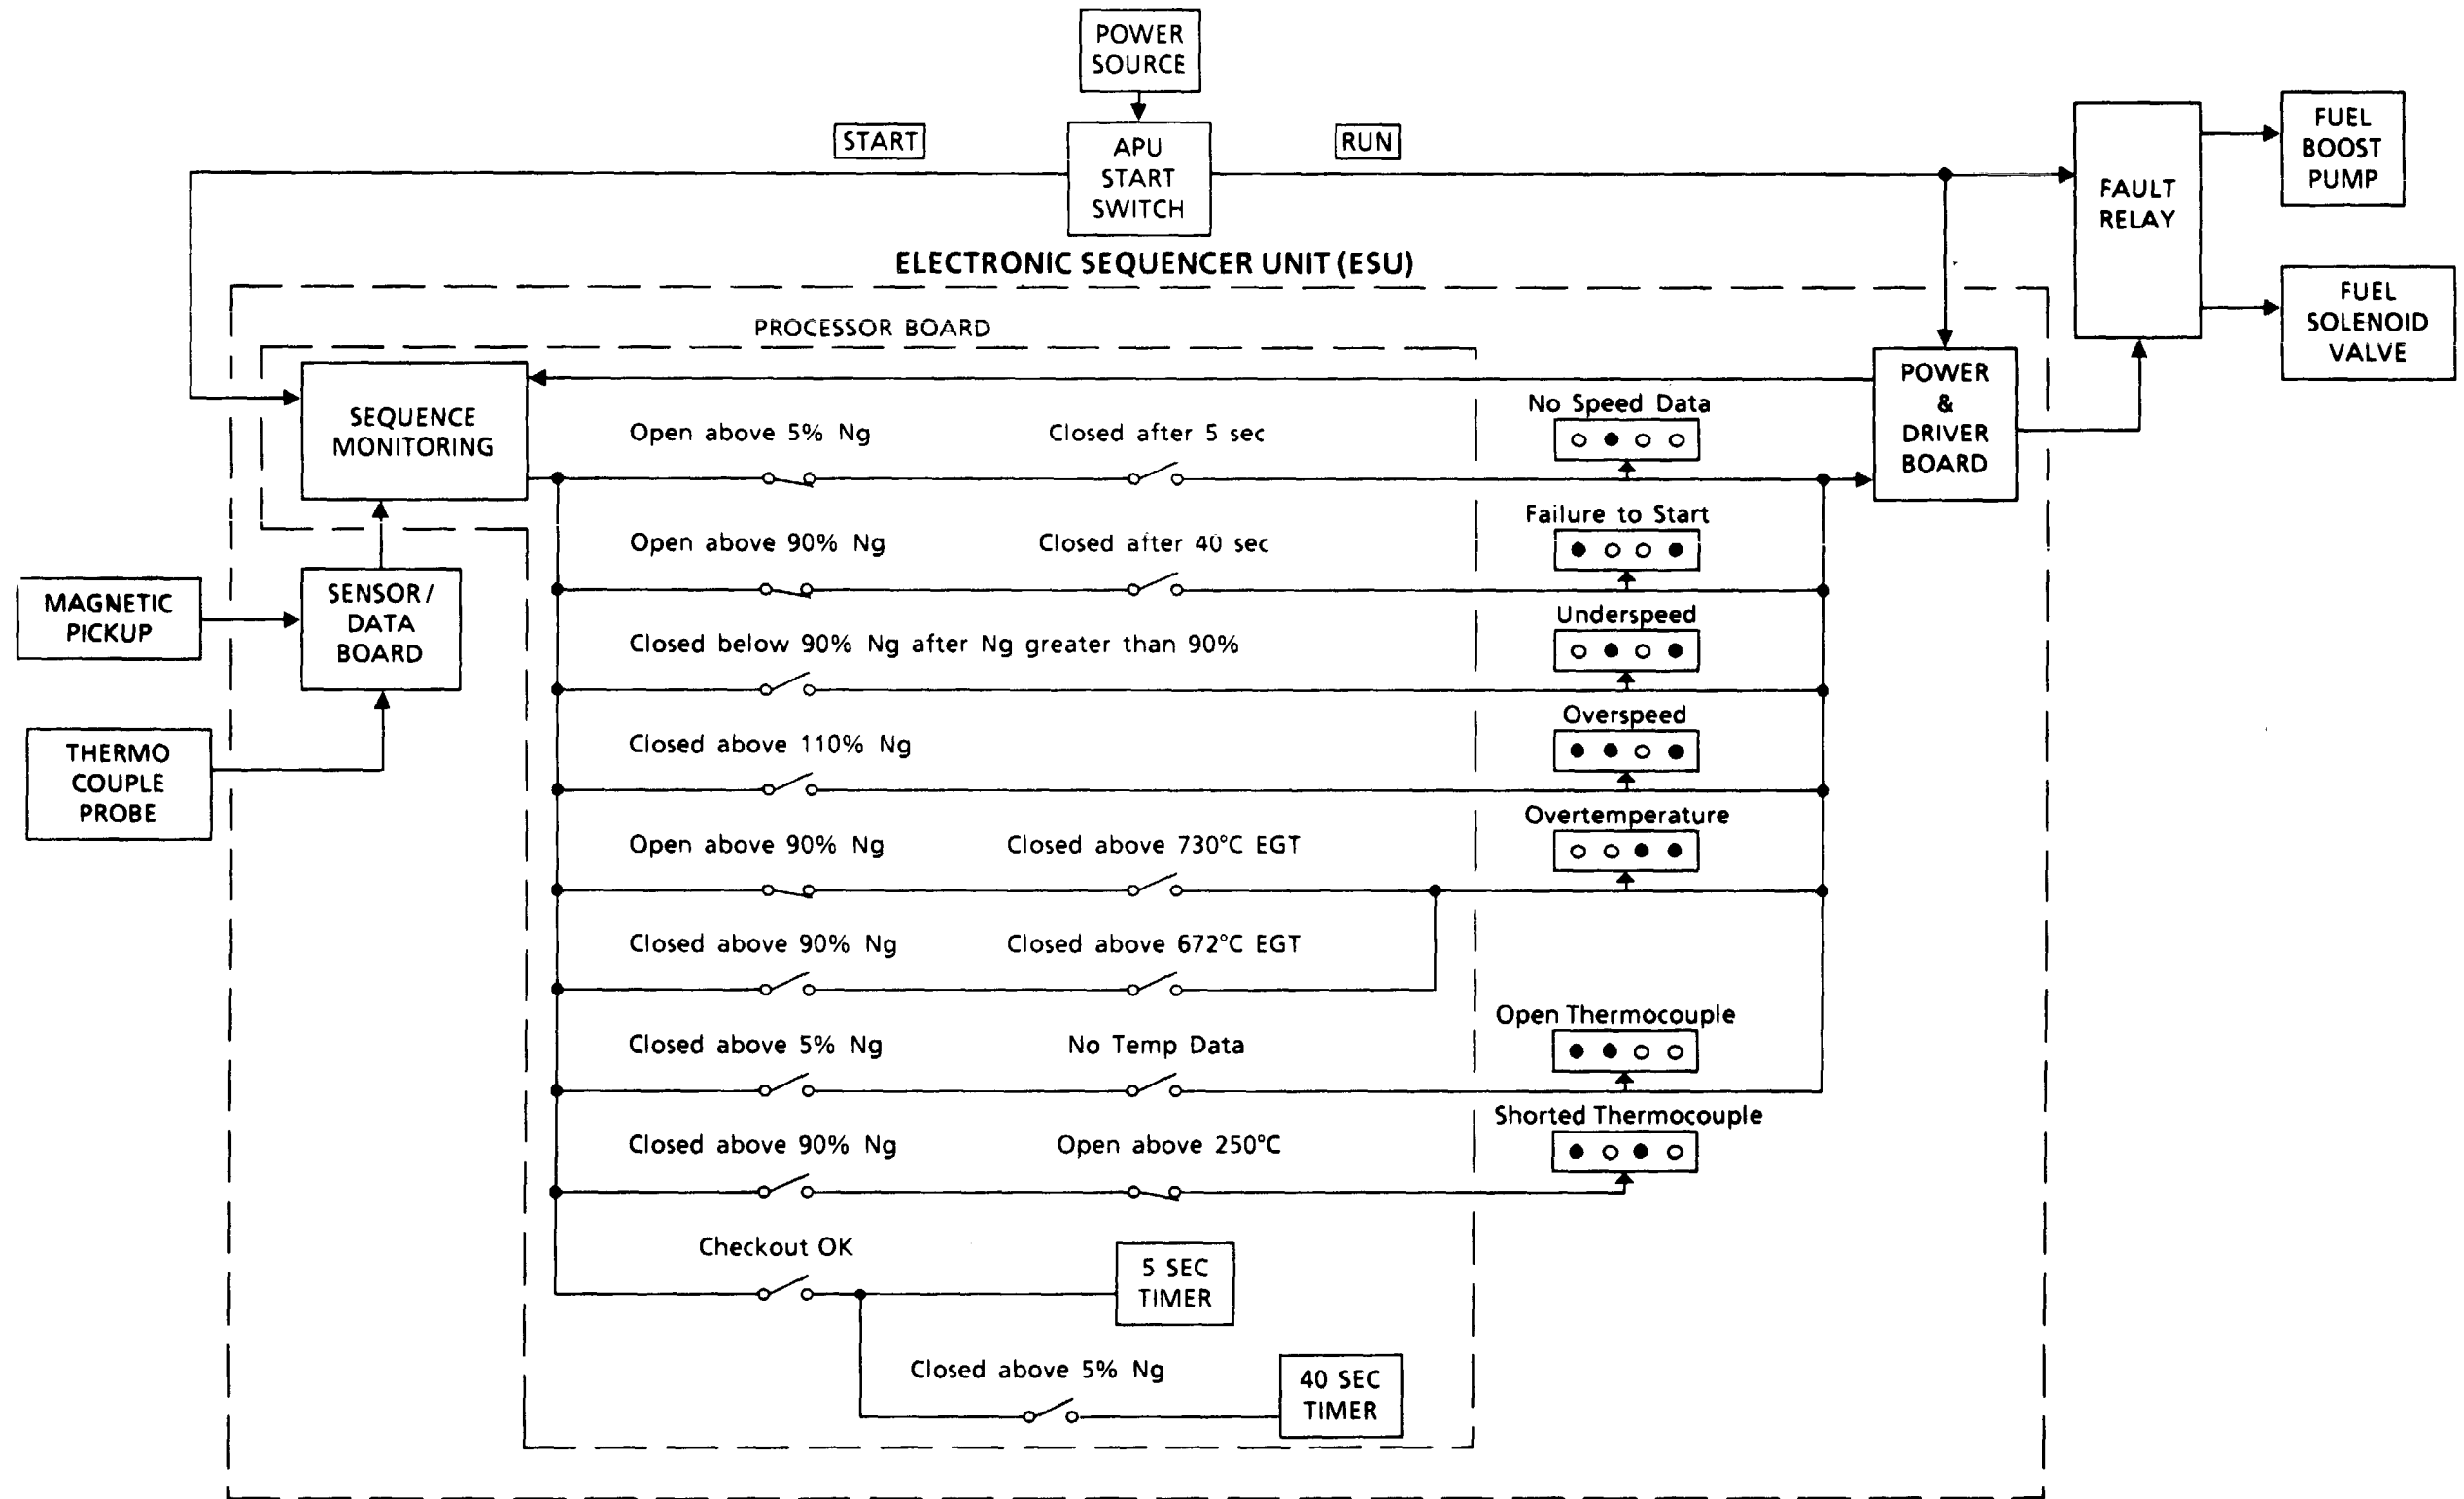 POWER
SOURCE
START
APU
START
SWITCH
RUN
FAULT
RELAY
FUEL
BOOST
PUMP
FUEL
SOLENOID
VALVE
ELECTRONIC SEQUENCER UNIT (ESU)
PROCESSOR BOARD
SEQUENCE
MONITORING
POWER
&
DRIVER
BOARD
No Speed Data
Open above 5% Ng
Closed after 5 sec
Failure to Start
Open above 90% Ng
Closed after 40 sec
MAGNETIC
PICKUP
SENSOR/
DATA
BOARD
Underspeed
Closed below 90% Ng after Ng greater than 90%
THERMO
COUPLE
PROBE
Overspeed
Closed above 110% Ng
Overtemperature
Open above 90% Ng
Closed above 730°C EGT
Closed above 90% Ng
Closed above 672°C EGT
Open Thermocouple
Closed above 5% Ng
No Temp Data
Shorted Thermocouple
Closed above 90% Ng
Open above 250°C
Checkout OK
5 SEC
TIMER
Closed above 5% Ng
40 SEC
TIMER